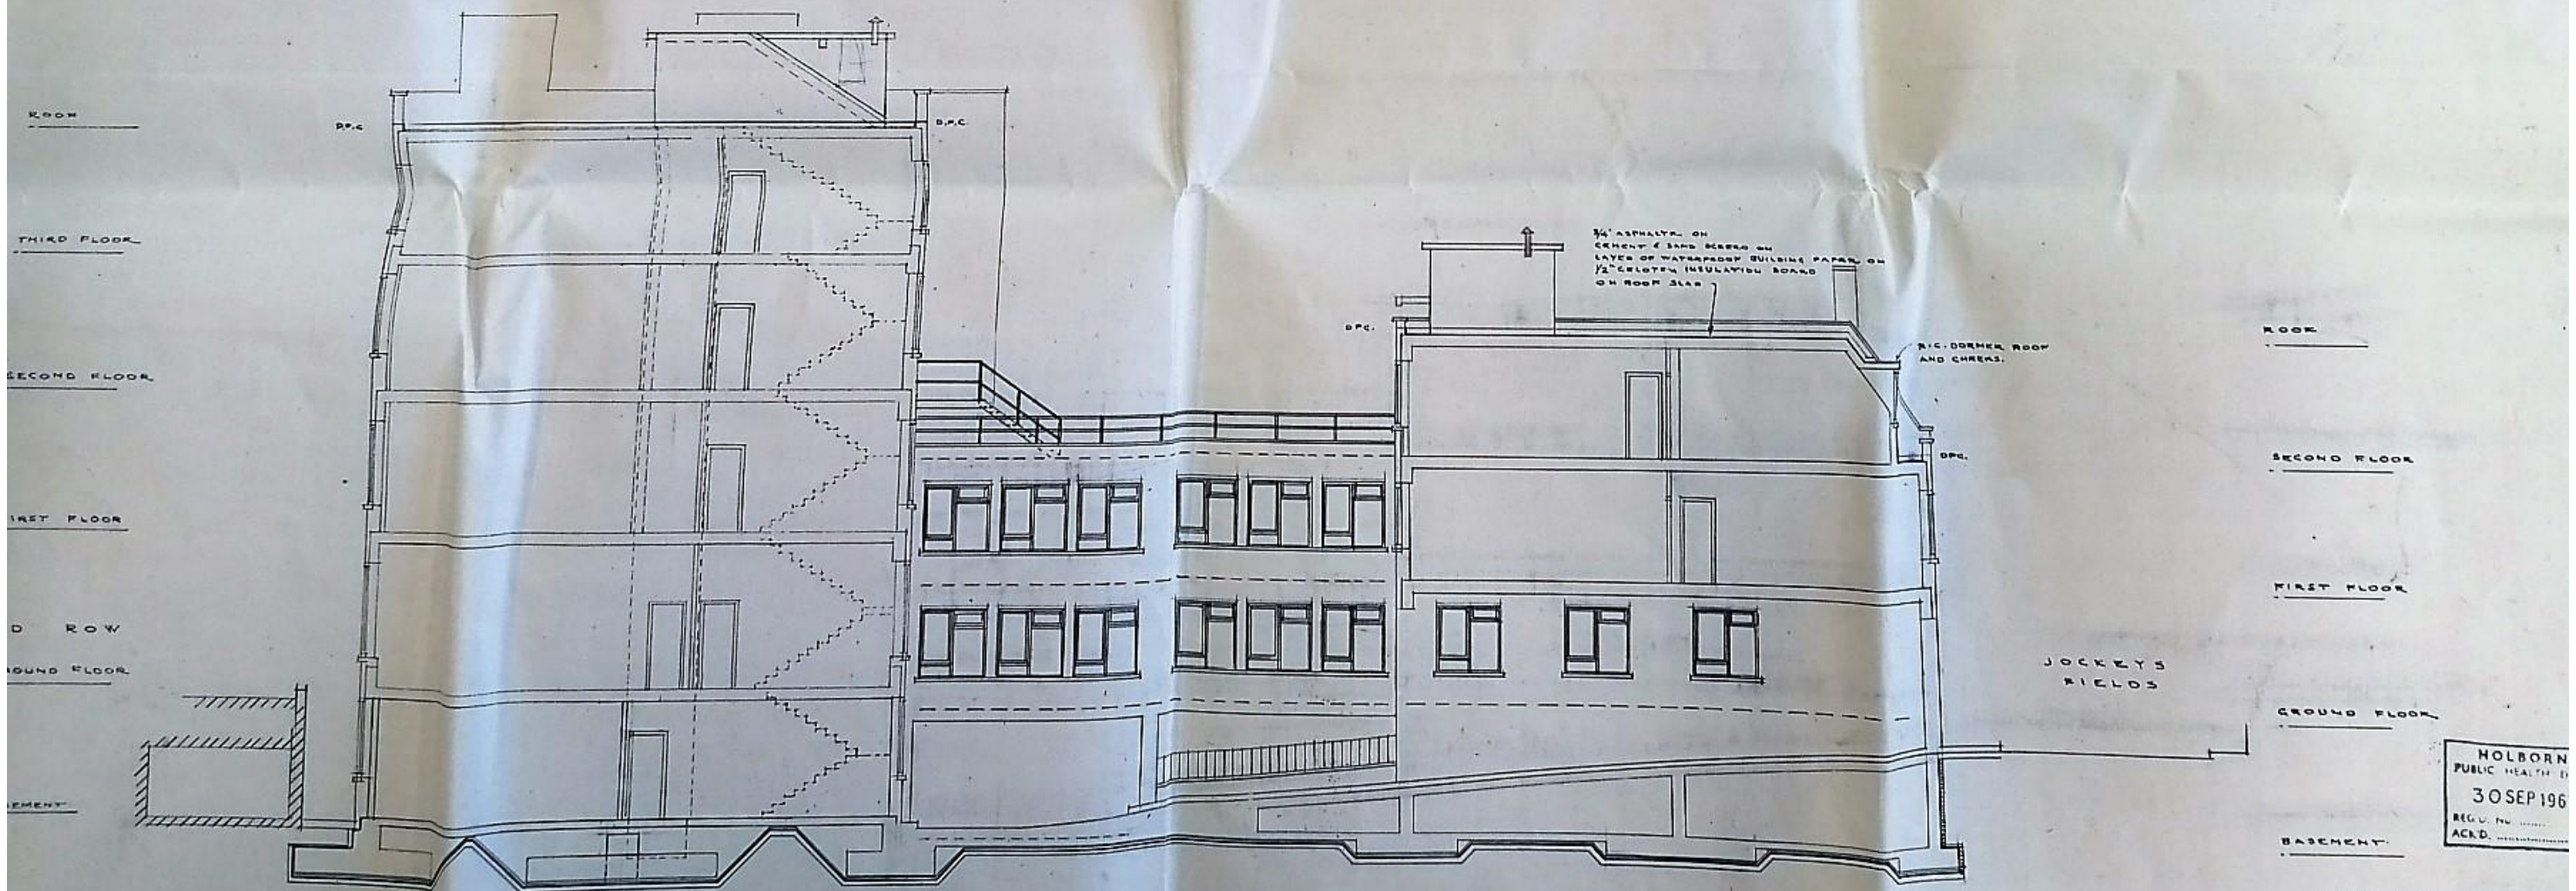 ROOF
THIRD FLOOR
SECOND FLOOR
FIRST FLOOR
D ROW
GROUND FLOOR
EMENT
D.P.C.
D.P.C.
D.P.C.
3/4" ASPHALTE ON
CEMENT & SAND SCREED ON
LAYER OF WATERPROOF BUILDING PAPER ON
1/2" CELOTEX INSULATION BOARD
ON ROOF SLAB
R.C. DORMER ROOF
AND CHEEKS.
D.P.C.
ROOF
SECOND FLOOR
FIRST FLOOR
JOCKEYS
FIELDS
GROUND FLOOR
BASEMENT.
HOLBORN
PUBLIC HEALTH D
30 SEP 196
REG'D. NO. ......
ACK'D. ......